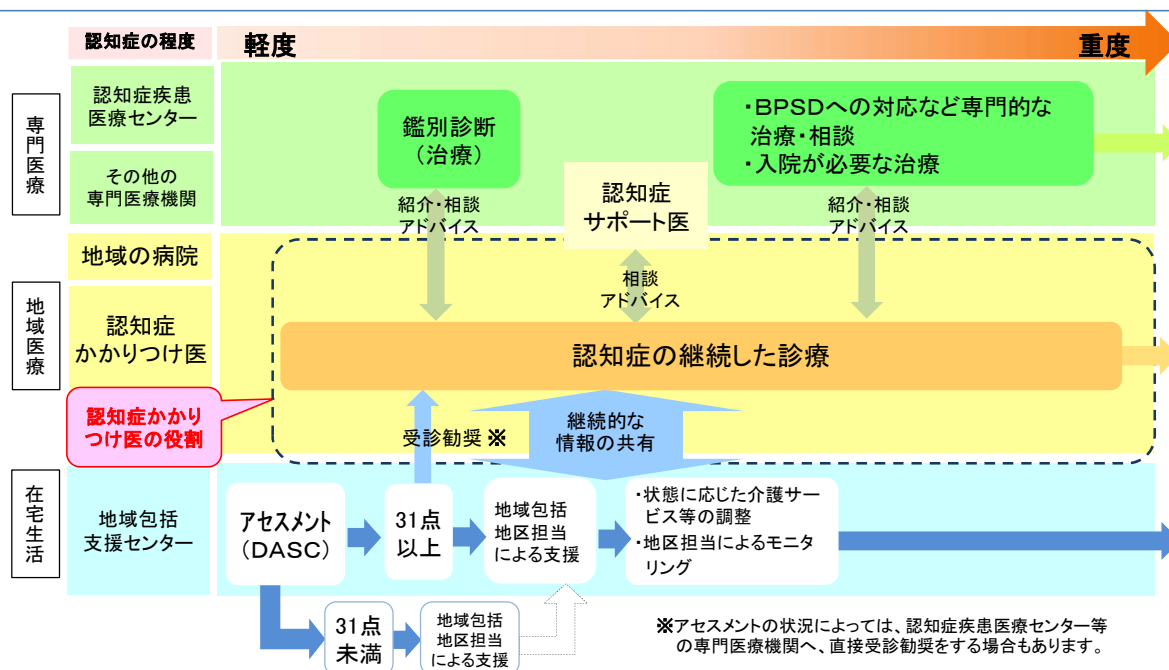 認知症の程度
軽度
重度
専門医療
認知症疾患
医療センター
その他の
専門医療機関
鑑別診断
（治療）
・BPSDへの対応など専門的な
治療・相談
・入院が必要な治療
紹介・相談
アドバイス
認知症
サポート医
紹介・相談
アドバイス
地域医療
地域の病院
認知症
かかりつけ医
相談
アドバイス
認知症の継続した診療
認知症かかり
つけ医の役割
受診勧奨 ※
継続的な
情報の共有
在宅生活
地域包括
支援センター
アセスメント
（DASC）
31点
以上
地域包括
地区担当
による支援
・状態に応じた介護サー
ビス等の調整
・地区担当によるモニタ
リング
31点
未満
地域包括
地区担当
による支援
※アセスメントの状況によっては、認知症疾患医療センター等
の専門医療機関へ、直接受診勧奨をする場合もあります。